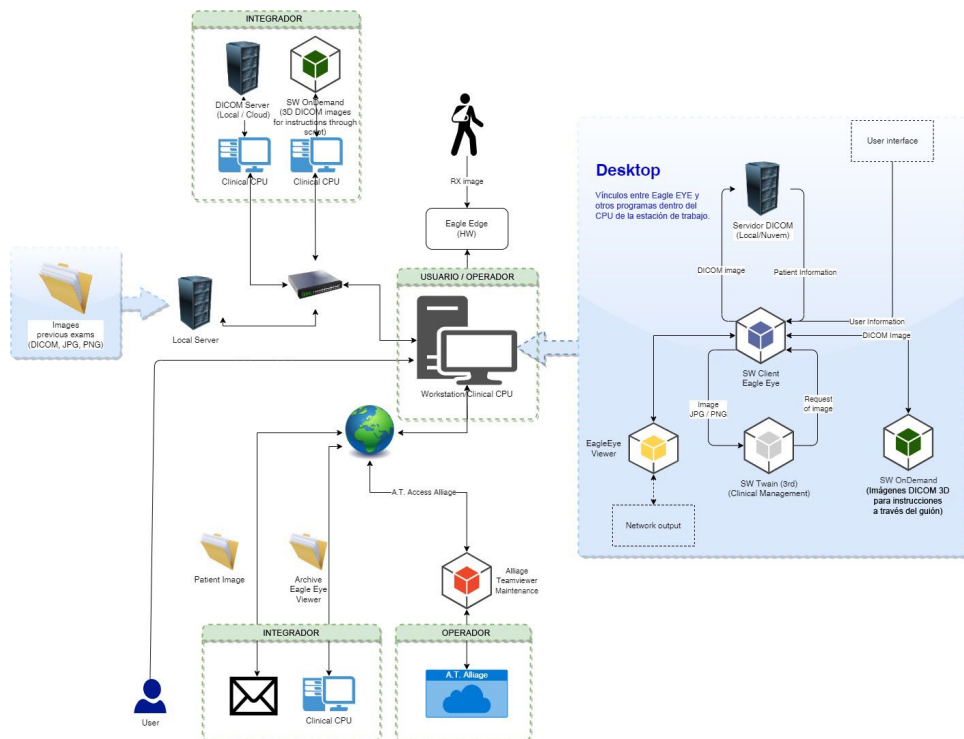 INTEGRADOR
DICOM Server
(Local / Cloud)
SW OnDemand
(3D DICOM images
for instructions through
script)
Clinical CPU
Clinical CPU
RX image
Eagle Edge
(HW)
USUARIO / OPERADOR
Workstation Clinical CPU
Images
previous exams
(DICOM, JPG, PNG)
Local Server
A.T. Access Alliage
Patient Image
Archive
Eagle Eye
Viewer
Alliage
Teamviewer
Maintenance
INTEGRADOR
Clinical CPU
OPERADOR
A.T. Alliage
User
User interface
Desktop
Vínculos entre Eagle EYE y
otros programas dentro del
CPU de la estación de trabajo.
Servidor DICOM
(Local/Nuvem)
DICOM image
Patient Information
User Information
DICOM Image
SW Client
Eagle Eye
Image
JPG / PNG
Request
of image
EagleEye
Viewer
SW Twain (3rd)
(Clinical Management)
SW OnDemand
(Imágenes DICOM 3D
para instrucciones
a través del guión)
Network output